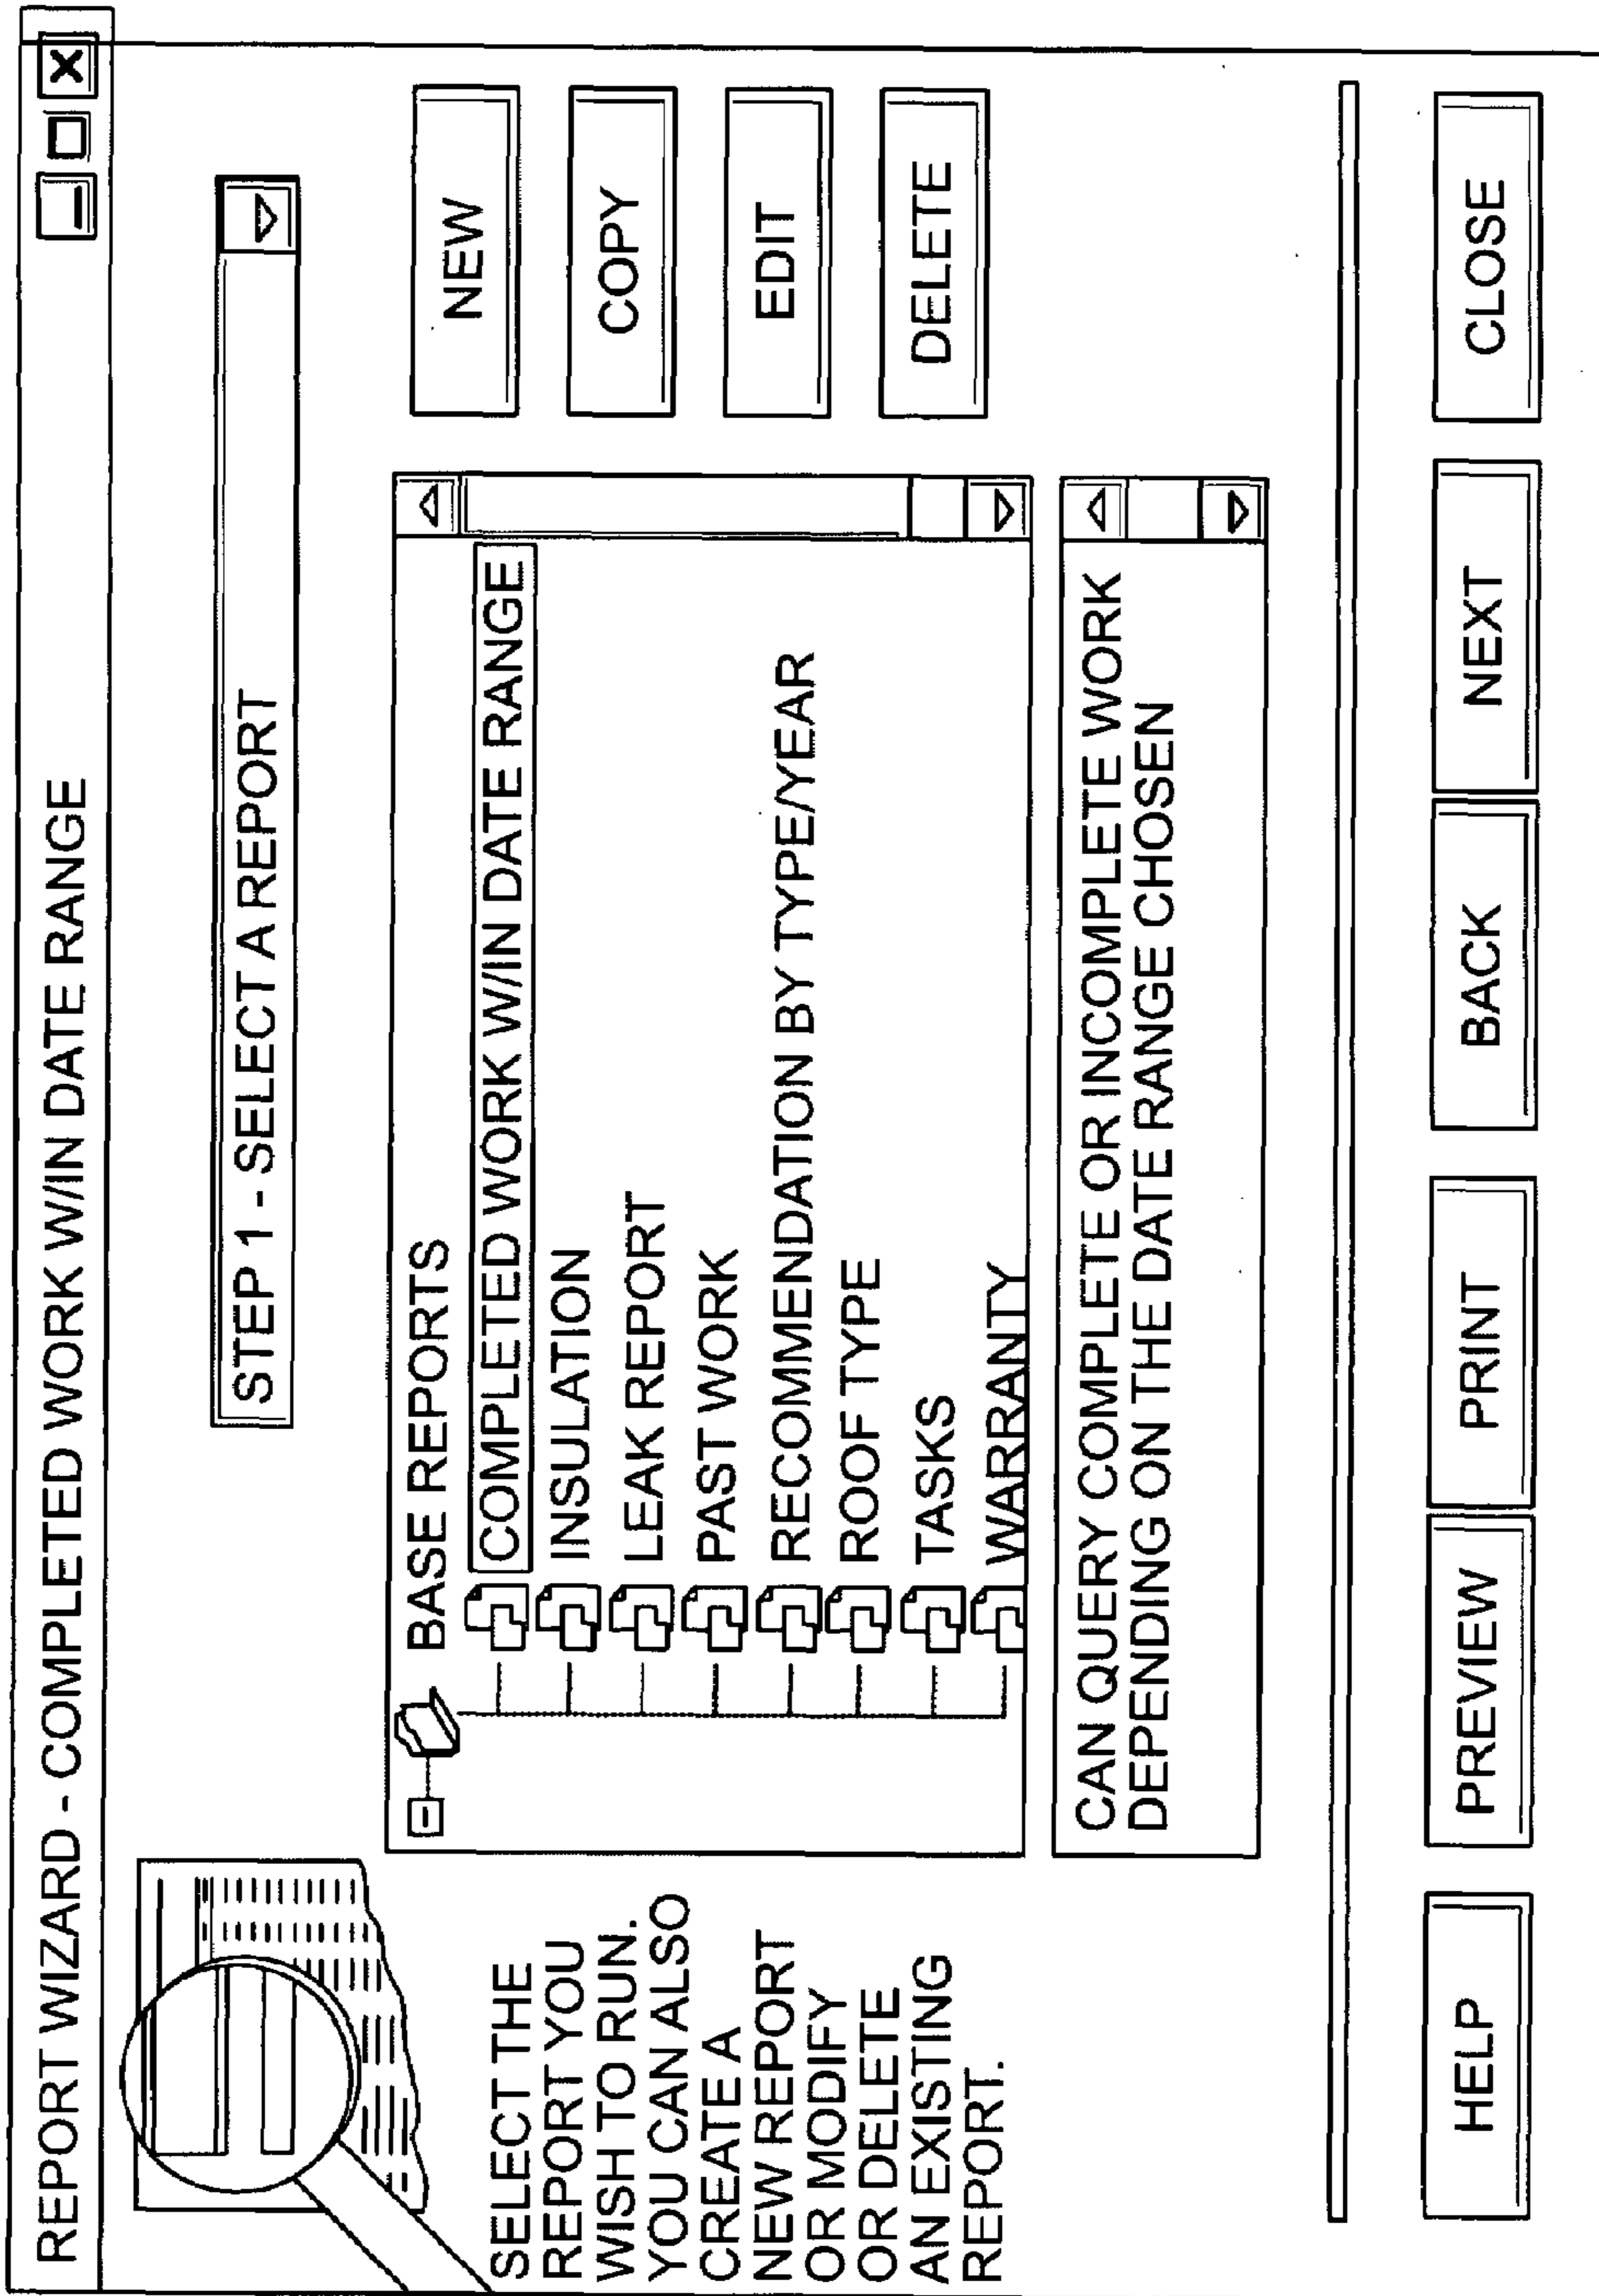 REPORT WIZARD - COMPLETED WORK W/IN DATE RANGE
STEP 1 - SELECT A REPORT
SELECT THE
REPORT YOU
WISH TO RUN.
YOU CAN ALSO
CREATE A
NEW REPORT
OR MODIFY
OR DELETE
AN EXISTING
REPORT.
BASE REPORTS
COMPLETED WORK W/IN DATE RANGE
INSULATION
LEAK REPORT
PAST WORK
RECOMMENDATION BY TYPE/YEAR
ROOF TYPE
TASKS
WARRANTY
CAN QUERY COMPLETE OR INCOMPLETE WORK
DEPENDING ON THE DATE RANGE CHOSEN
NEW
COPY
EDIT
DELETE
HELP
PREVIEW
PRINT
BACK
NEXT
CLOSE